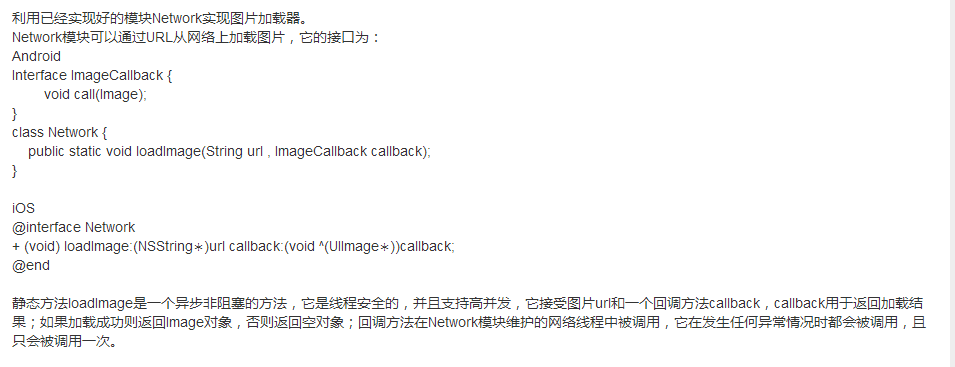 利用已经实现好的模块Network实现图片加载器。
Network模块可以通过URL从网络上加载图片，它的接口为：
Android
Interface ImageCallback {
void call(Image);
}
class Network {
public static void loadImage(String url , ImageCallback callback);
}
iOS
@interface Network
+ (void) loadImage:(NSString*)url callback:(void ^(UIImage*))callback;
@end
静态方法loadImage是一个异步非阻塞的方法，它是线程安全的，并且支持高并发，它接受图片url和一个回调方法callback，callback用于返回加载结
果；如果加载成功则返回Image对象，否则返回空对象；回调方法在Network模块维护的网络线程中被调用，它在发生任何异常情况时都会被调用，且
只会被调用一次。